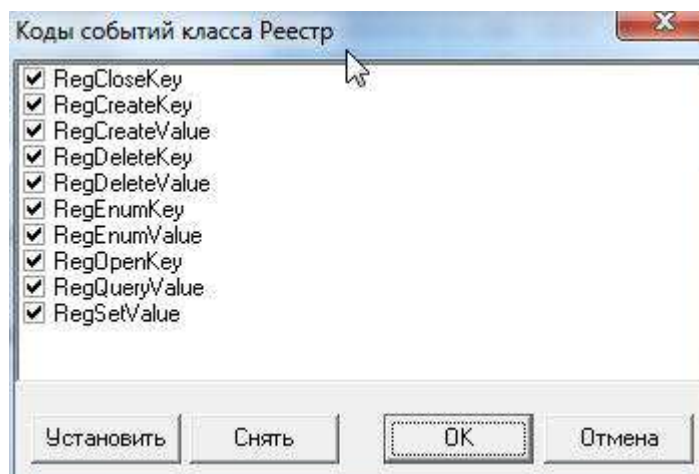 Коды событий класса Реестр
RegCloseKey
RegCreateKey
RegCreateValue
RegDeleteKey
RegDeleteValue
RegEnumKey
RegEnumValue
RegOpenKey
RegQueryValue
RegSetValue
Установить Снять OK Отмена